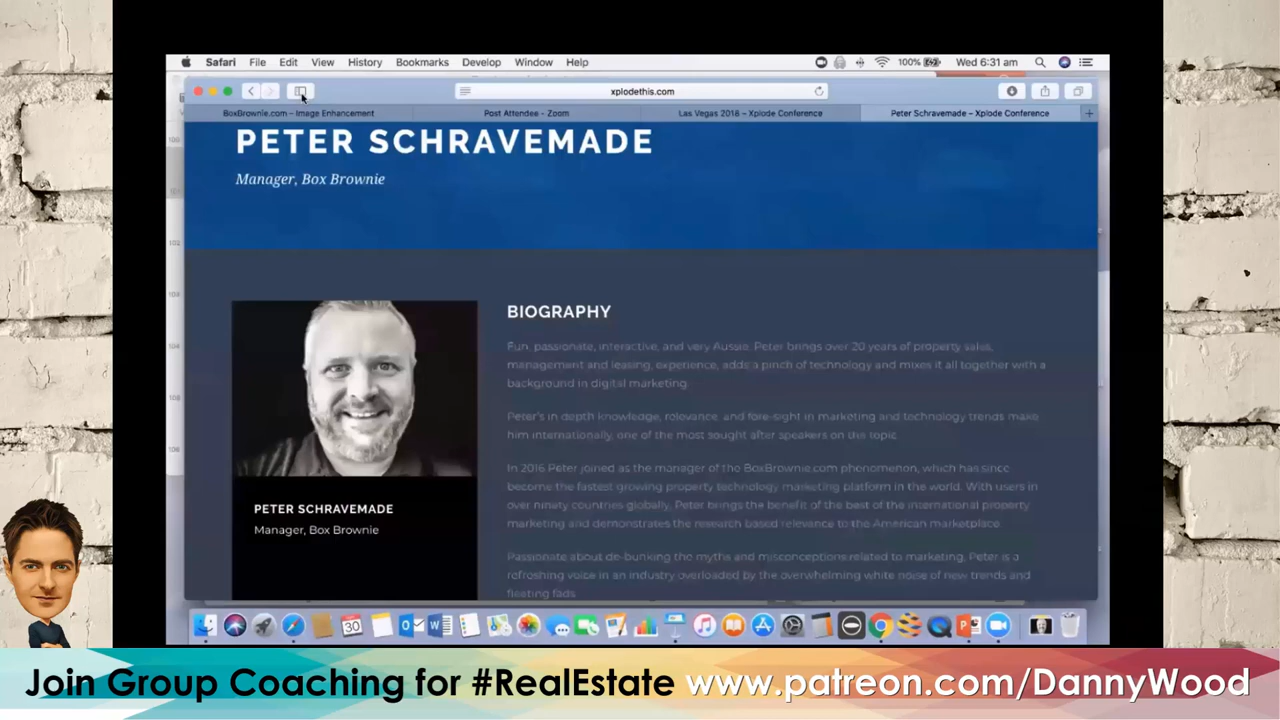 Safari File Edit View History Bookmarks Develop Window Help 100% Wed 6:31 am
xplodethis.com
BoxBrownie.com – Image Enhancement Post Attendee - Zoom Las Vegas 2018 – Xplode Conference Peter Schravemade – Xplode Conference
PETER SCHRAVEMADE
Manager, Box Brownie
BIOGRAPHY
Fun, passionate, interactive, and very Aussie. Peter brings over 20 years of property sales,
management and leasing, experience, adds a pinch of technology and mixes it all together with a
background in digital marketing.
Peter's in depth knowledge, relevance, and fore-sight in marketing and technology trends make
him internationally, one of the most sought after speakers on this topic.
In 2016 Peter joined as the manager of the BoxBrownie.com phenomenon, which has since
become the fastest growing property technology marketing platform in the world. With users in
over ninety countries globally, Peter brings the benefit of the best of the international property
marketing and demonstrates the research based relevance to the American marketplace.
Passionate about de-bunking the myths and misconceptions related to marketing, Peter is a
refreshing voice in an industry overloaded by the overwhelming white noise of new trends and
fleeting fads.
PETER SCHRAVEMADE
Manager, Box Brownie
30
Join Group Coaching for #RealEstate www.patreon.com/DannyWood